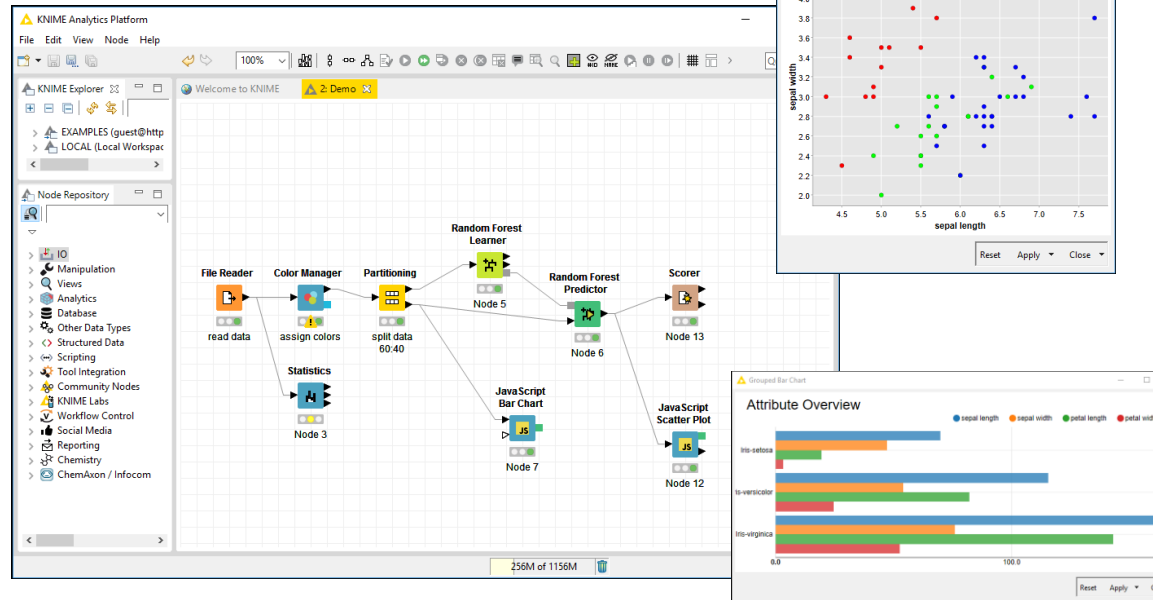 KNIME Analytics Platform
File Edit View Node Help
100%
KNIME Explorer
Welcome to KNIME
2: Demo
EXAMPLES (guest@http
LOCAL (Local Workspac
Node Repository
IO
Manipulation
Views
Analytics
Database
Other Data Types
Structured Data
Scripting
Tool Integration
Community Nodes
KNIME Labs
Workflow Control
Social Media
Reporting
Chemistry
ChemAxon / Infocom
File Reader
read data
Color Manager
assign colors
Partitioning
split data
60:40
Random Forest
Learner
Node 5
Random Forest
Predictor
Node 6
Scorer
Node 13
Statistics
Node 3
JavaScript
Bar Chart
JS
Node 7
JavaScript
Scatter Plot
JS
Node 12
256M of 1156M
sepal width
3.8
3.6
3.4
3.2
3.0
2.8
2.6
2.4
2.2
2.0
4.5 5.0 5.5 6.0 6.5 7.0 7.5
sepal length
Reset Apply Close
Grouped Bar Chart
Attribute Overview
sepal length sepal width petal length petal wid
Iris-setosa
is-versicolor
Iris-virginica
0.0 100.0
Reset Apply